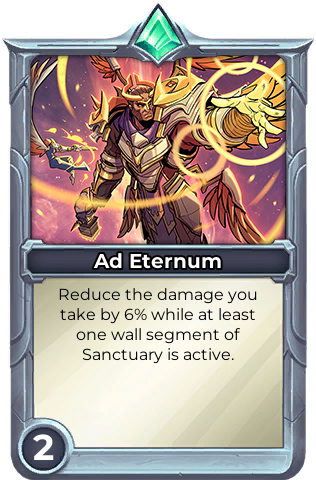 Ad Eternum
Reduce the damage you
take by 6% while at least
one wall segment of
Sanctuary is active.
2